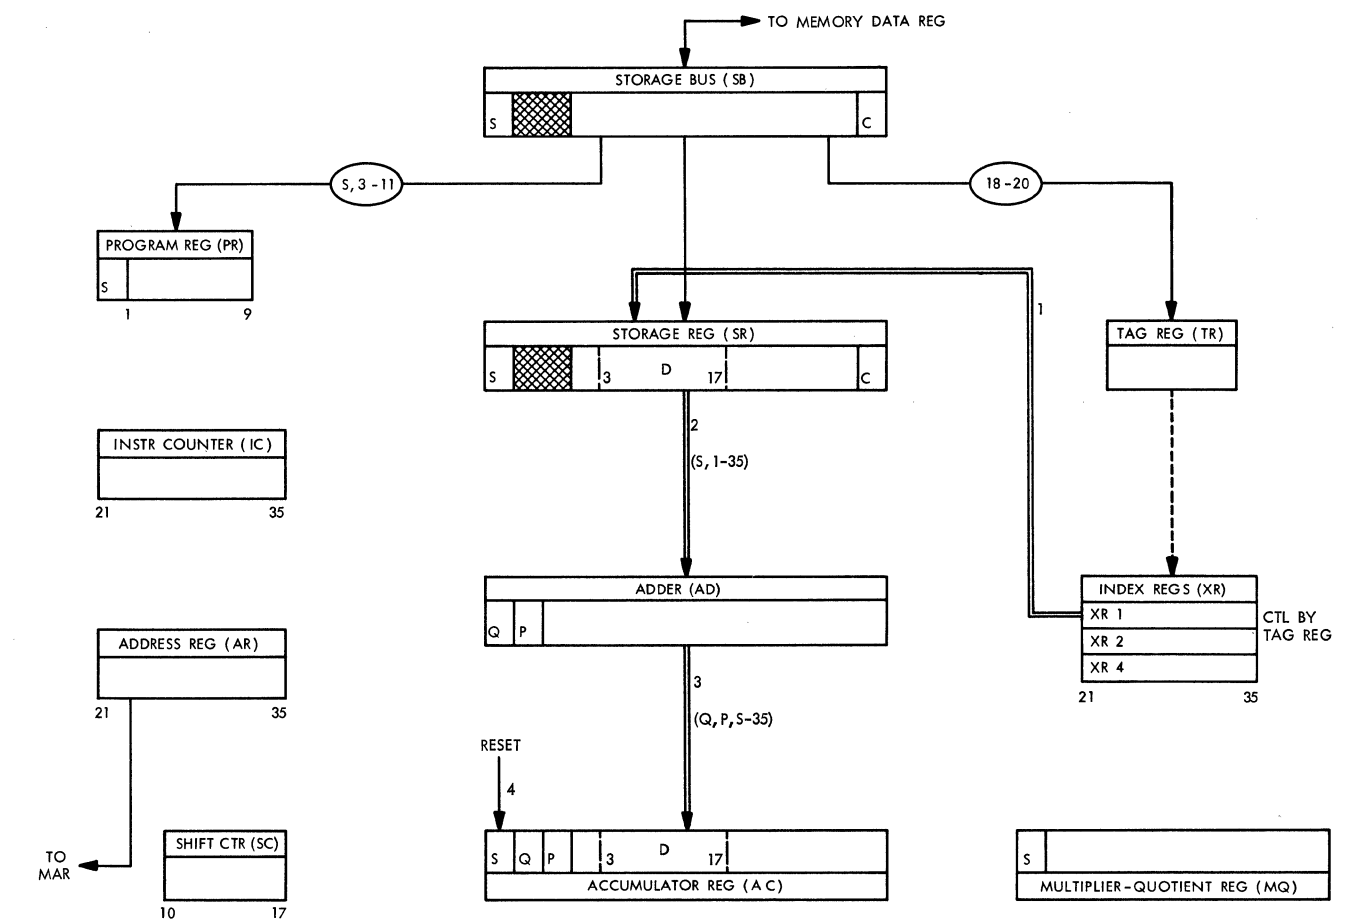 TO MEMORY DATA REG
STORAGE BUS (SB)
S
C
S, 3-11
18-20
PROGRAM REG (PR)
S
1 9
1
STORAGE REG (SR)
S
3 D 17
C
TAG REG (TR)
2
(S, 1-35)
INSTR COUNTER (IC)
21 35
ADDER (AD)
Q P
INDEX REGS (XR)
XR 1
XR 2
XR 4
21 35
CTL BY
TAG REG
ADDRESS REG (AR)
21 35
3
(Q, P, S-35)
RESET
4
TO
MAR
SHIFT CTR (SC)
10 17
S Q P
3 D 17
ACCUMULATOR REG (AC)
S
MULTIPLIER-QUOTIENT REG (MQ)